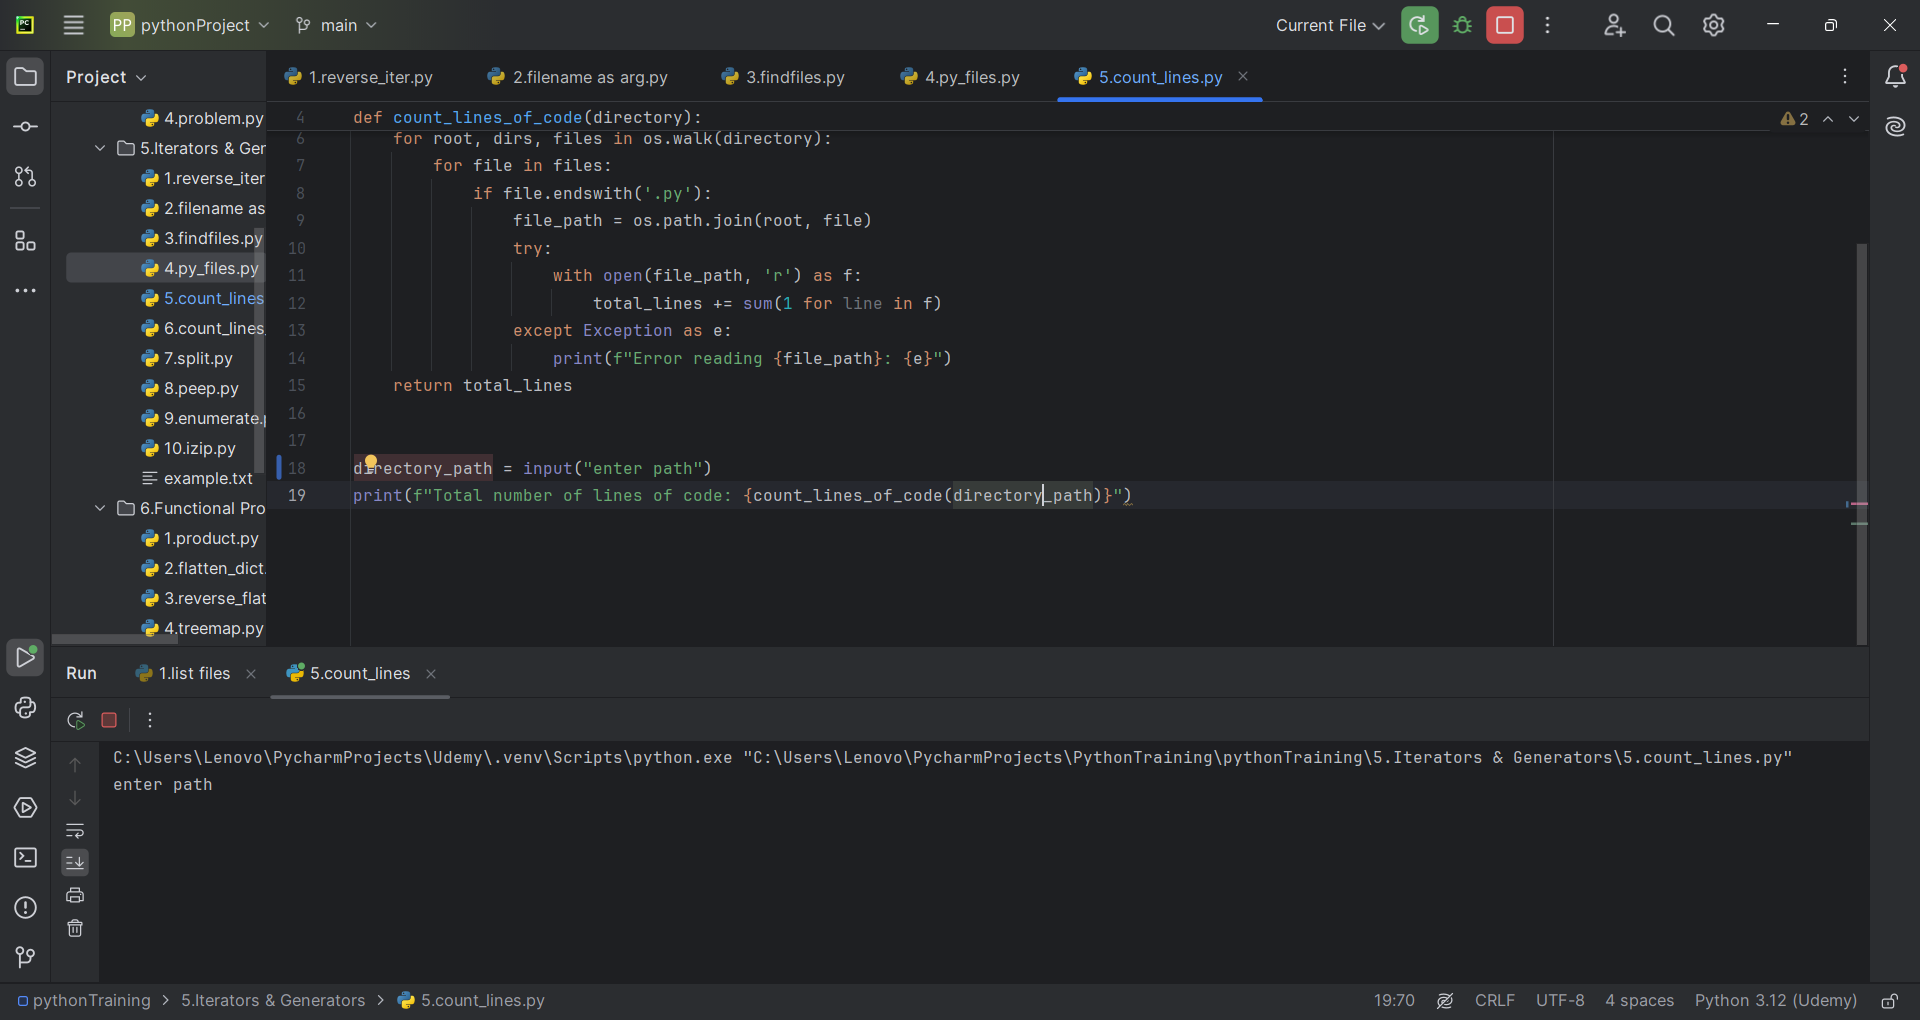 PC
PP pythonProject
main
Current File
Project
1.reverse_iter.py
2.filename as arg.py
3.findfiles.py
4.py_files.py
5.count_lines.py
4.problem.py
5.Iterators & Ger
1.reverse_iter
2.filename as
3.findfiles.py
4.py_files.py
5.count_lines
6.count_lines
7.split.py
8.peep.py
9.enumerate.
10.izip.py
example.txt
6.Functional Pro
1.product.py
2.flatten_dict.
3.reverse_flat
4.treemap.py
4 def count_lines_of_code(directory):
2
6 for root, dirs, files in os.walk(directory):
7 for file in files:
8 if file.endswith('.py'):
9 file_path = os.path.join(root, file)
10 try:
11 with open(file_path, 'r') as f:
12 total_lines += sum(1 for line in f)
13 except Exception as e:
14 print(f"Error reading {file_path}: {e}")
15 return total_lines
16
17
18 directory_path = input("enter path")
19 print(f"Total number of lines of code: {count_lines_of_code(directory_path)}")
Run
1.list files
5.count_lines
C:\Users\Lenovo\PycharmProjects\Udemy\.venv\Scripts\python.exe "C:\Users\Lenovo\PycharmProjects\PythonTraining\pythonTraining\5.Iterators & Generators\5.count_lines.py"
enter path
pythonTraining > 5.Iterators & Generators > 5.count_lines.py
19:70 CRLF UTF-8 4 spaces Python 3.12 (Udemy)